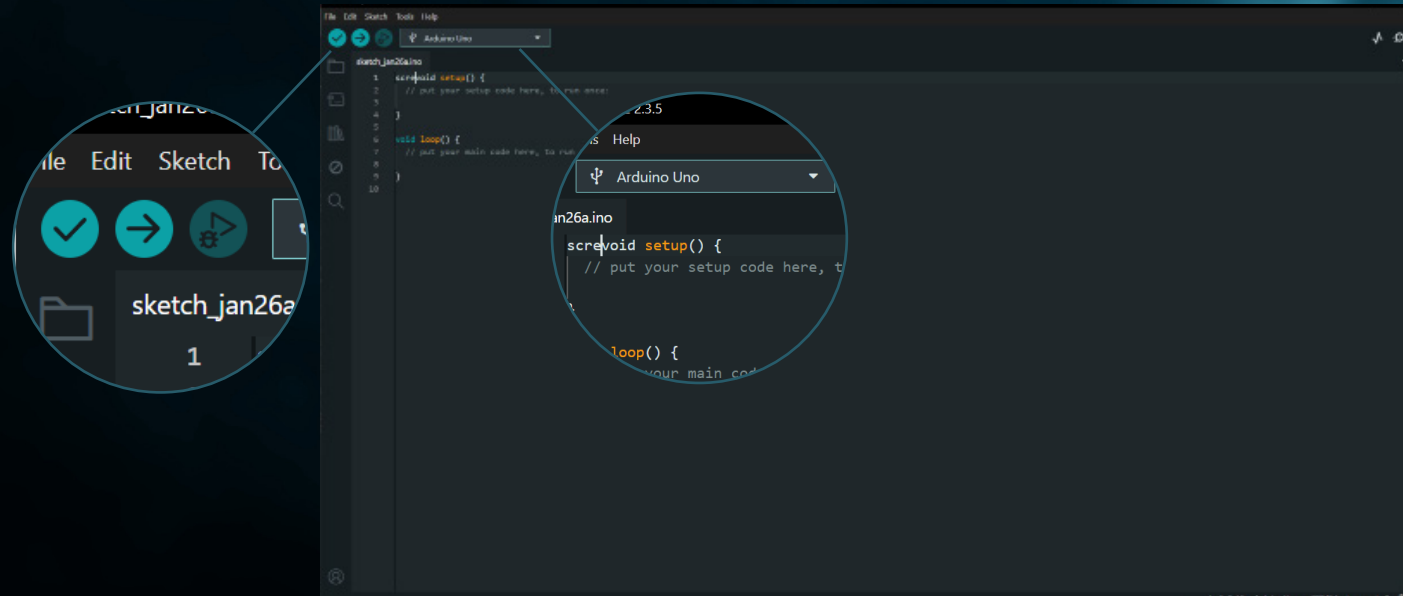 File Edit Sketch Tools Help
Arduino Uno
sketch_jan26a.ino
1 screvoid setup() {
2 // put your setup code here, to run once:
3
4 }
5
6 void loop() {
7 // put your main code here, to run
8
9 }
10
tch_jan26
ile Edit Sketch To
sketch_jan26a
1
2.3.5
ls Help
Arduino Uno
an26a.ino
screvoid setup() {
// put your setup code here, t
loop() {
your main cod